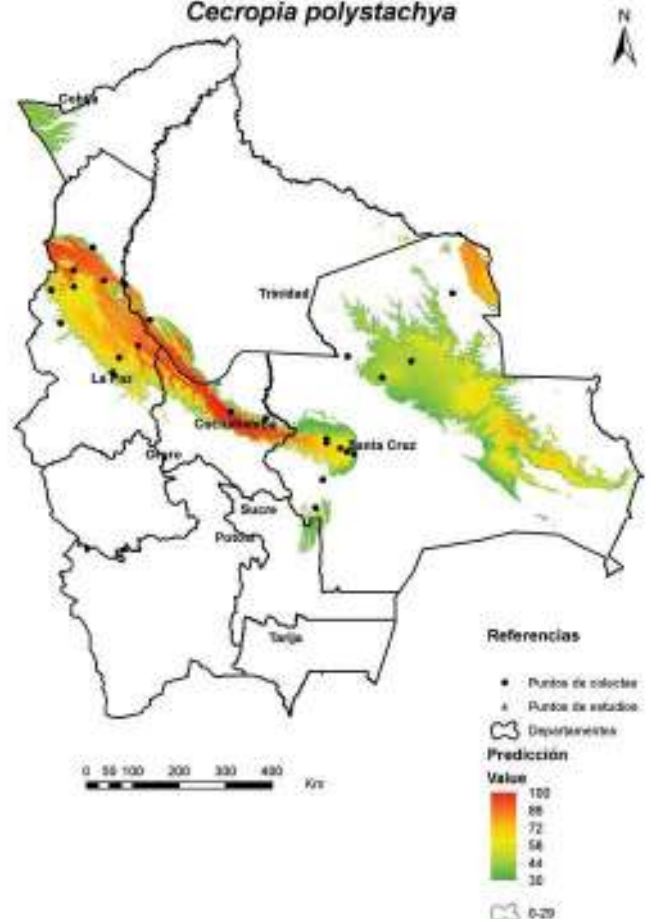 Cecropia polystachya
N
Cobija
Trinidad
La Paz
Cochabamba
Santa Cruz
Oruro
Sucre
Potosí
Tarija
Referencias
Puntos de colectas
Puntos de estudios
Departamentos
Predicción
Value
100
86
72
58
44
30
0-29
0 50 100 200 300 400
Km